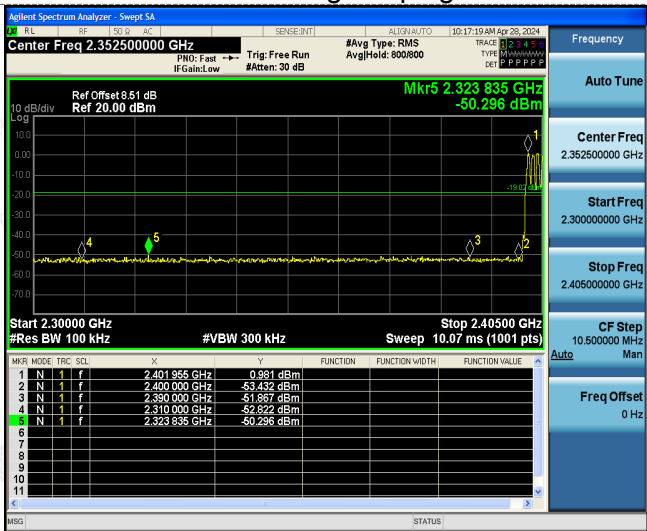 Agilent Spectrum Analyzer - Swept SA
RL RF 50 Ω AC SENSE:INT ALIGN AUTO 10:17:19 AM Apr 28, 2024
Center Freq 2.352500000 GHz
PNO: Fast
IFGain:Low
Trig: Free Run
#Atten: 30 dB
#Avg Type: RMS
Avg|Hold: 800/800
TRACE 1 2 3 4 5 6
TYPE MWWWWW
DET P P P P P P
Frequency
Auto Tune
Center Freq
2.352500000 GHz
Start Freq
2.300000000 GHz
Stop Freq
2.405000000 GHz
CF Step
10.500000 MHz
Auto Man
Freq Offset
0 Hz
Mkr5 2.323 835 GHz
-50.296 dBm
Ref Offset 8.51 dB
10 dB/div Ref 20.00 dBm
Log
10.0
0.00
-10.0
-20.0
-30.0
-40.0
-50.0
-60.0
-70.0
-19.02 dBm
1
2
3
4
5
Start 2.30000 GHz
Stop 2.40500 GHz
#Res BW 100 kHz
#VBW 300 kHz
Sweep 10.07 ms (1001 pts)
MKR MODE TRC SCL X Y FUNCTION FUNCTION WIDTH FUNCTION VALUE
1 N 1 f 2.401 955 GHz 0.981 dBm
2 N 1 f 2.400 000 GHz -53.432 dBm
3 N 1 f 2.390 000 GHz -51.867 dBm
4 N 1 f 2.310 000 GHz -52.822 dBm
5 N 1 f 2.323 835 GHz -50.296 dBm
6
7
8
9
10
11
MSG
STATUS